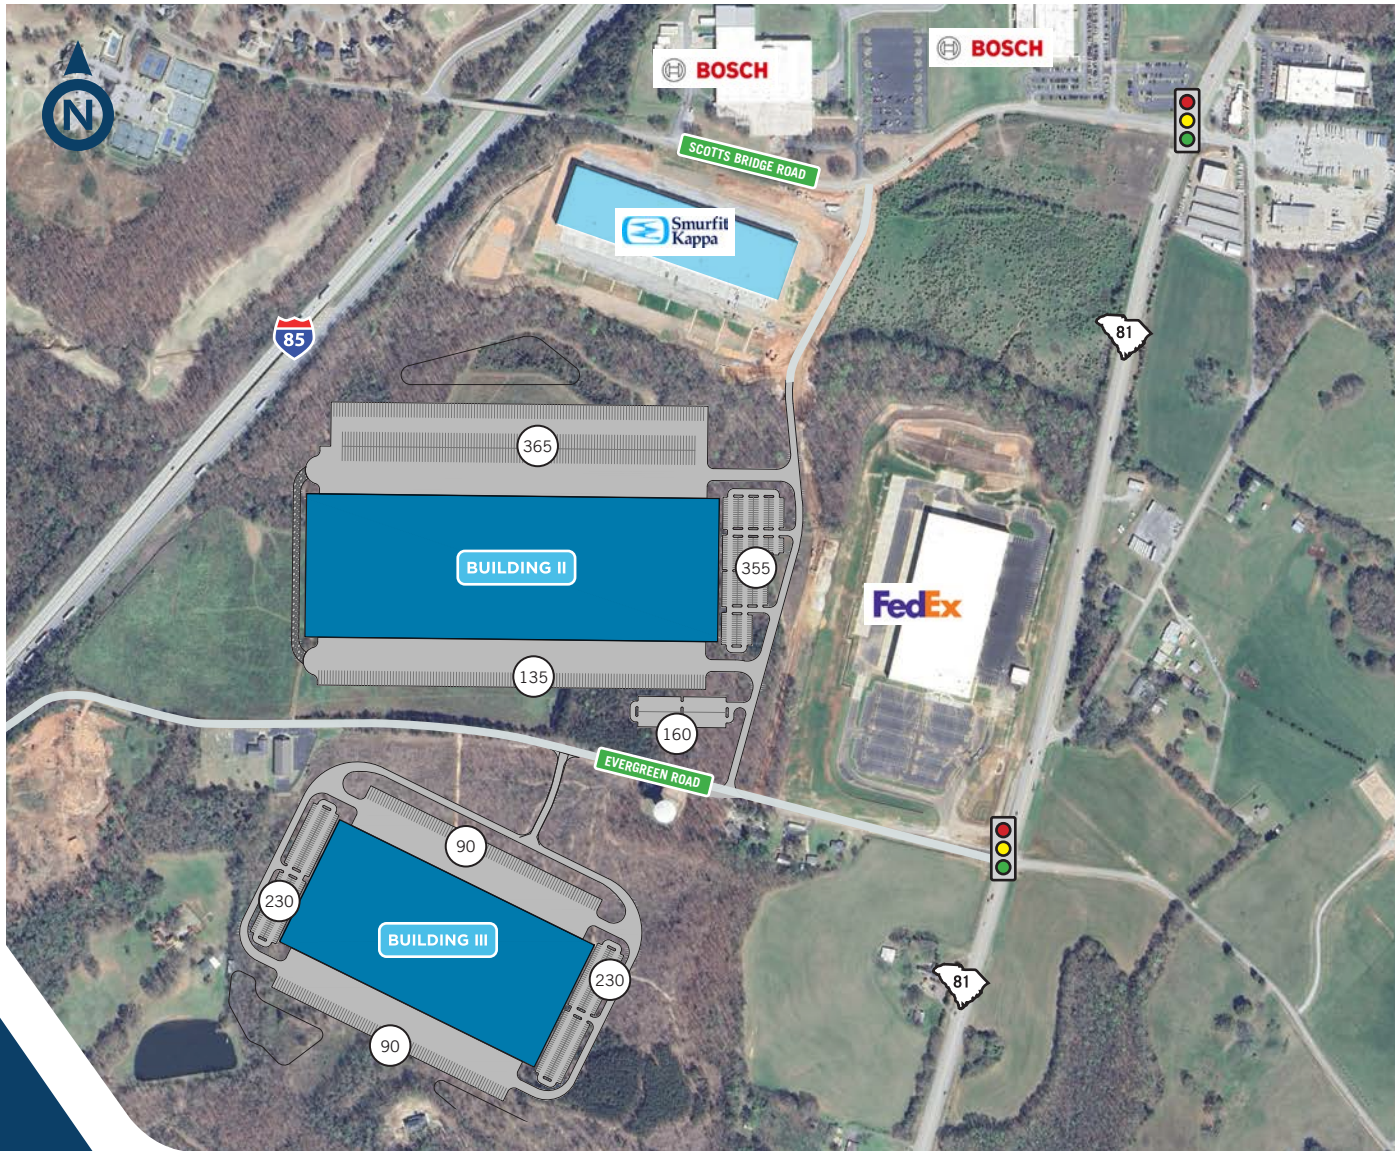 BOSCH
BOSCH
N
SCOTTS BRIDGE ROAD
Smurfit
Kappa
85
81
365
BUILDING II
355
FedEx
135
160
EVERGREEN ROAD
90
230
BUILDING III
230
81
90